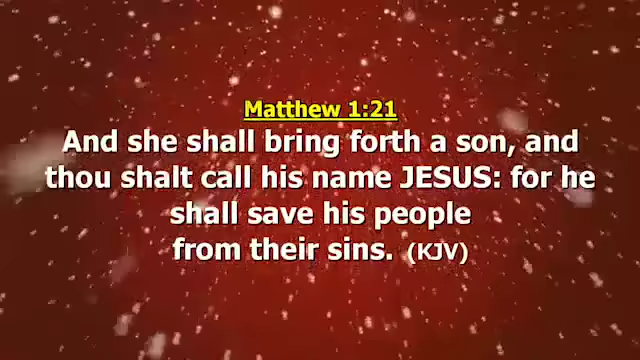 Matthew 1:21
And she shall bring forth a son, and
thou shalt call his name JESUS: for he
shall save his people
from their sins. (KJV)